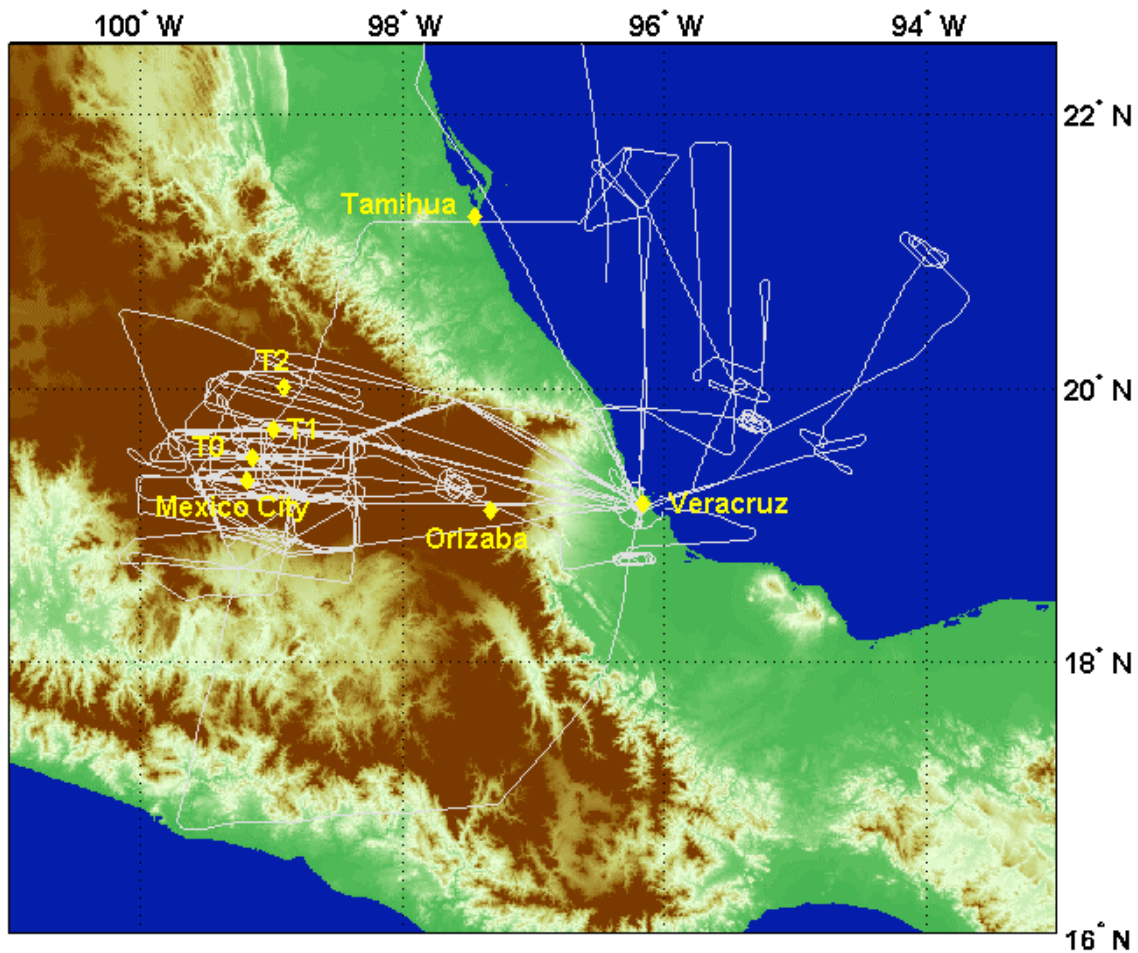 100° W 98° W 96° W 94° W
22° N
Tamihua
T2
20° N
T1
T0
Mexico City
Veracruz
Orizaba
18° N
16° N